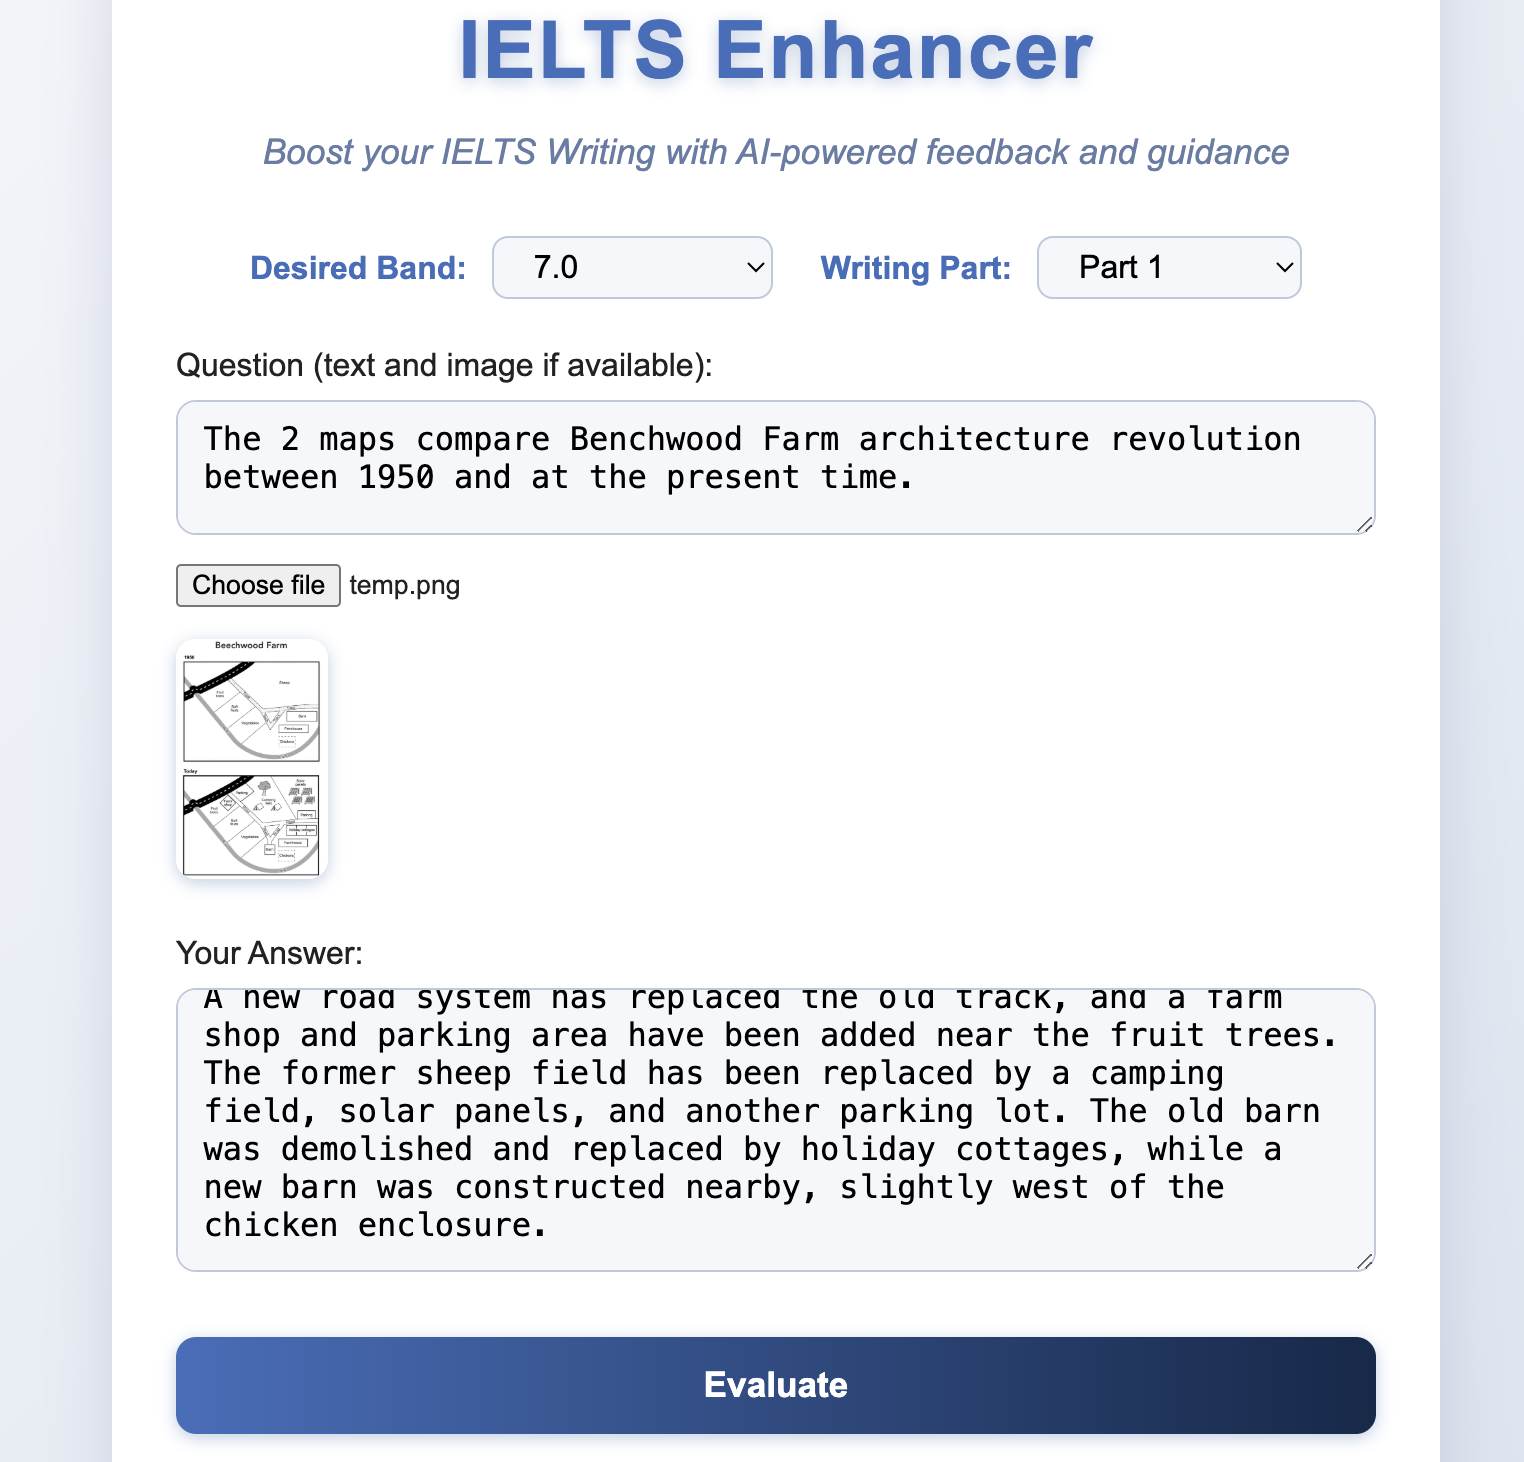 IELTS Enhancer
Boost your IELTS Writing with AI-powered feedback and guidance
Desired Band: 7.0 Writing Part: Part 1
Question (text and image if available):
The 2 maps compare Benchwood Farm architecture revolution
between 1950 and at the present time.
Choose file temp.png
Beechwood Farm
1950
Sheep
Fruit
trees
Soft
fruits
Vegetables
Barn
Farmhouse
Chickens
Today
Solar
panels
Parking
Camping
Farm
shop
Fruit
trees
Parking
Soft
fruits
Holiday cottages
Vegetables
Farmhouse
Barn
Chickens
Your Answer:
A new road system has replaced the old track, and a farm
shop and parking area have been added near the fruit trees.
The former sheep field has been replaced by a camping
field, solar panels, and another parking lot. The old barn
was demolished and replaced by holiday cottages, while a
new barn was constructed nearby, slightly west of the
chicken enclosure.
Evaluate